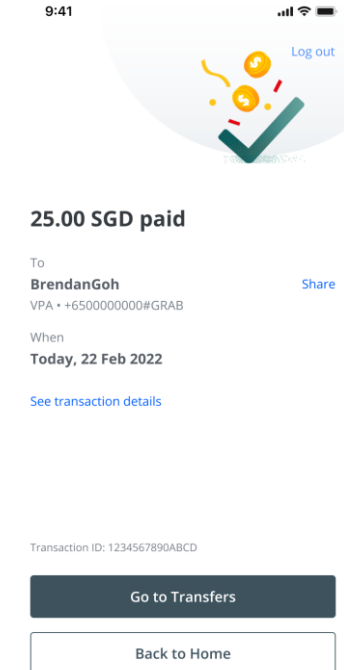 9:41
Log out
25.00 SGD paid
To
BrendanGoh
Share
VPA • +6500000000#GRAB
When
Today, 22 Feb 2022
See transaction details
Transaction ID: 1234567890ABCD
Go to Transfers
Back to Home